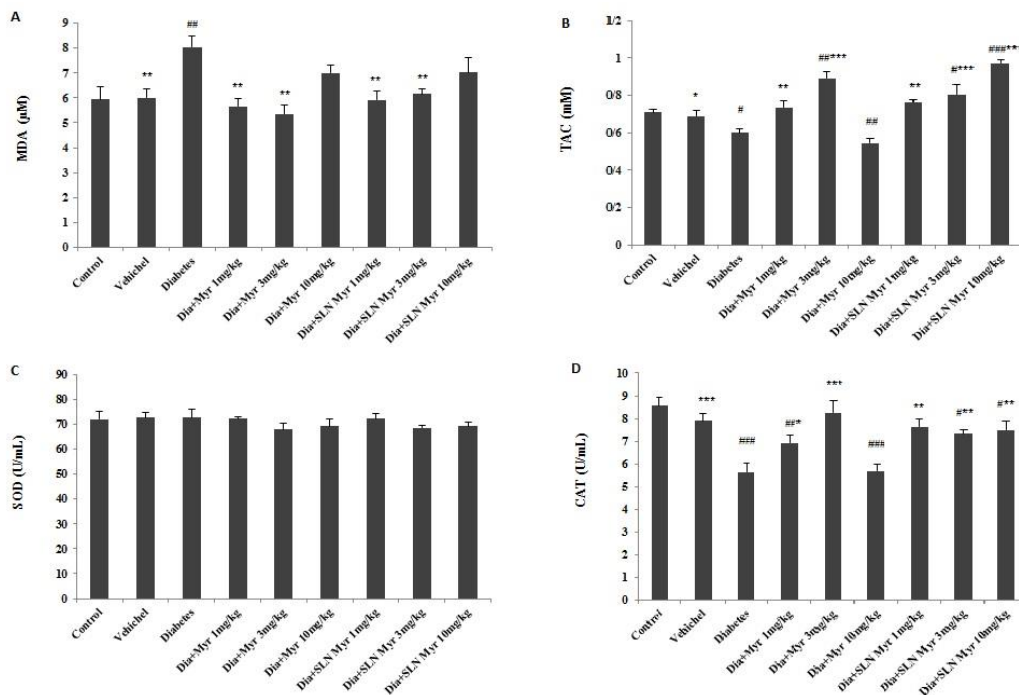 A
MDA (µM)
9
8
7
6
5
4
3
2
1
0
**
##
**
**
**
**
Control
Vehichel
Diabetes
Dia+Myr 1mg/kg
Dia+Myr 3mg/kg
Dia+Myr 10mg/kg
Dia+SLN Myr 1mg/kg
Dia+SLN Myr 3mg/kg
Dia+SLN Myr 10mg/kg
B
TAC (mM)
1/2
1
0/8
0/6
0/4
0/2
0
*
#
**
##***
##
**
#***
###***
Control
Vehichel
Diabetes
Dia+Myr 1mg/kg
Dia+Myr 3mg/kg
Dia+Myr 10mg/kg
Dia+SLN Myr 1mg/kg
Dia+SLN Myr 3mg/kg
Dia+SLN Myr 10mg/kg
C
SOD (U/mL)
90
80
70
60
50
40
30
20
10
0
Control
Vehichel
Diabetes
Dia+Myr 1mg/kg
Dia+Myr 3mg/kg
Dia+Myr 10mg/kg
Dia+SLN Myr 1mg/kg
Dia+SLN Myr 3mg/kg
Dia+SLN Myr 10mg/kg
D
CAT (U/mL)
10
9
8
7
6
5
4
3
2
1
0
***
###
##*
***
###
**
#**
#**
Control
Vehichel
Diabetes
Dia+Myr 1mg/kg
Dia+Myr 3mg/kg
Dia+Myr 10mg/kg
Dia+SLN Myr 1mg/kg
Dia+SLN Myr 3mg/kg
Dia+SLN Myr 10mg/kg